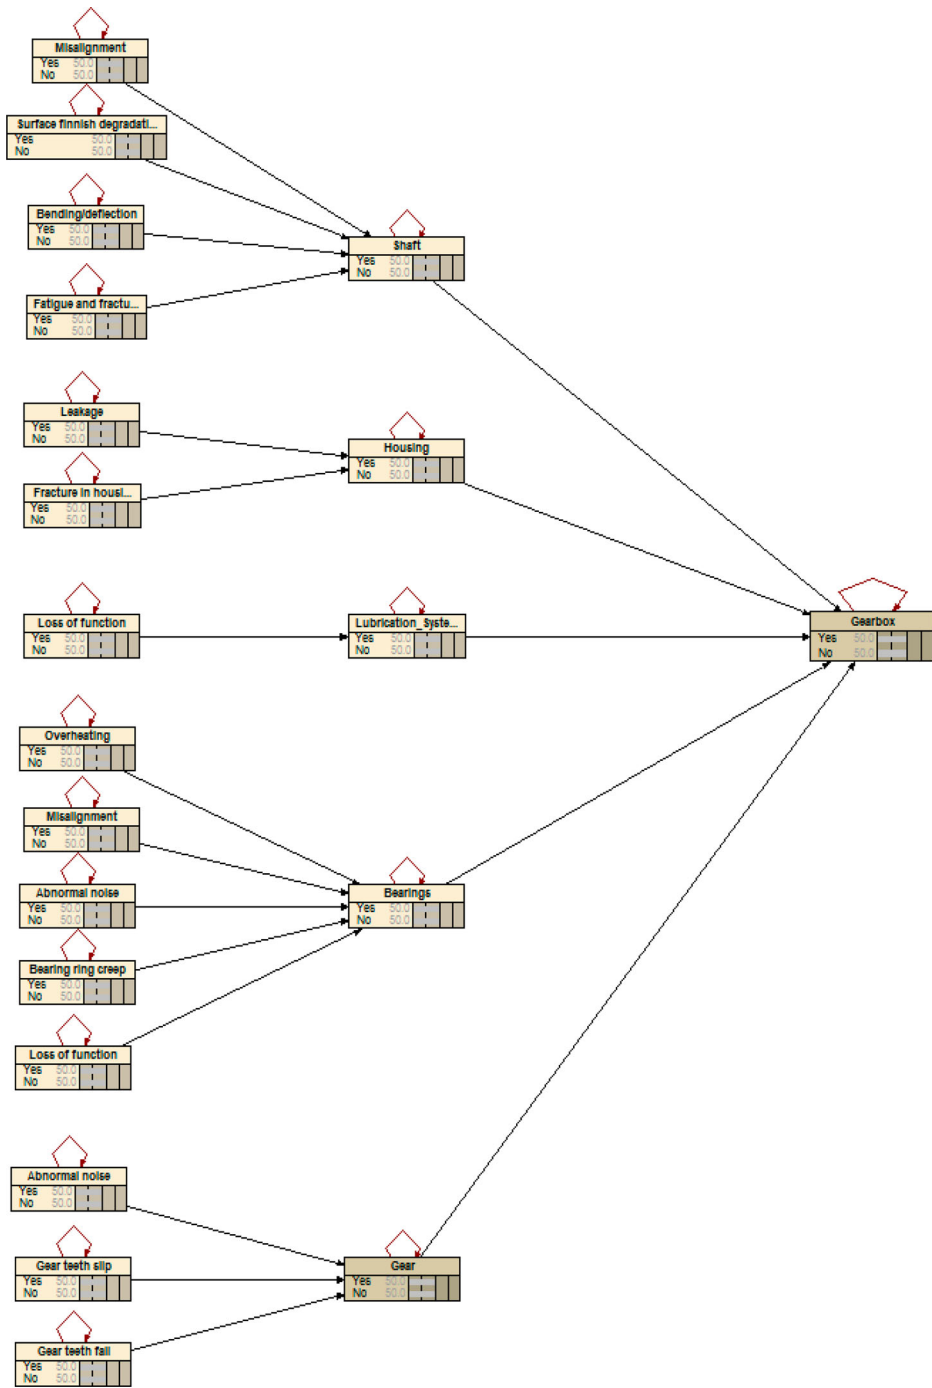 Misalignment
Yes 50.0
No 50.0
Surface finnish degradati...
Yes 50.0
No 50.0
Bending/deflection
Yes 50.0
No 50.0
Fatigue and fractu...
Yes 50.0
No 50.0
Shaft
Yes 50.0
No 50.0
Leakage
Yes 50.0
No 50.0
Fracture in housi...
Yes 50.0
No 50.0
Housing
Yes 50.0
No 50.0
Loss of function
Yes 50.0
No 50.0
Lubrication_Syste...
Yes 50.0
No 50.0
Gearbox
Yes 50.0
No 50.0
Overheating
Yes 50.0
No 50.0
Misalignment
Yes 50.0
No 50.0
Abnormal noise
Yes 50.0
No 50.0
Bearing ring creep
Yes 50.0
No 50.0
Loss of function
Yes 50.0
No 50.0
Bearings
Yes 50.0
No 50.0
Abnormal noise
Yes 50.0
No 50.0
Gear teeth slip
Yes 50.0
No 50.0
Gear teeth fail
Yes 50.0
No 50.0
Gear
Yes 50.0
No 50.0